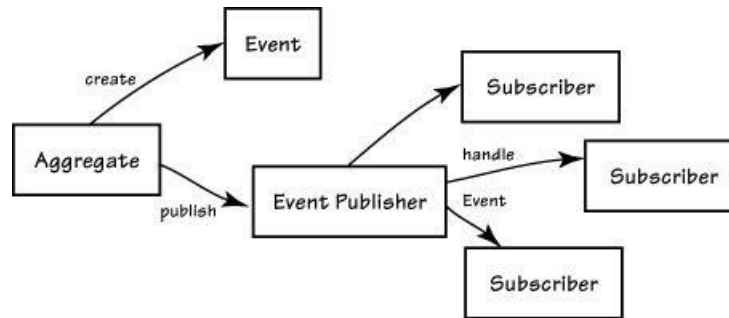 Event
create
Subscriber
Aggregate
handle
Subscriber
publish
Event Publisher
Event
Subscriber